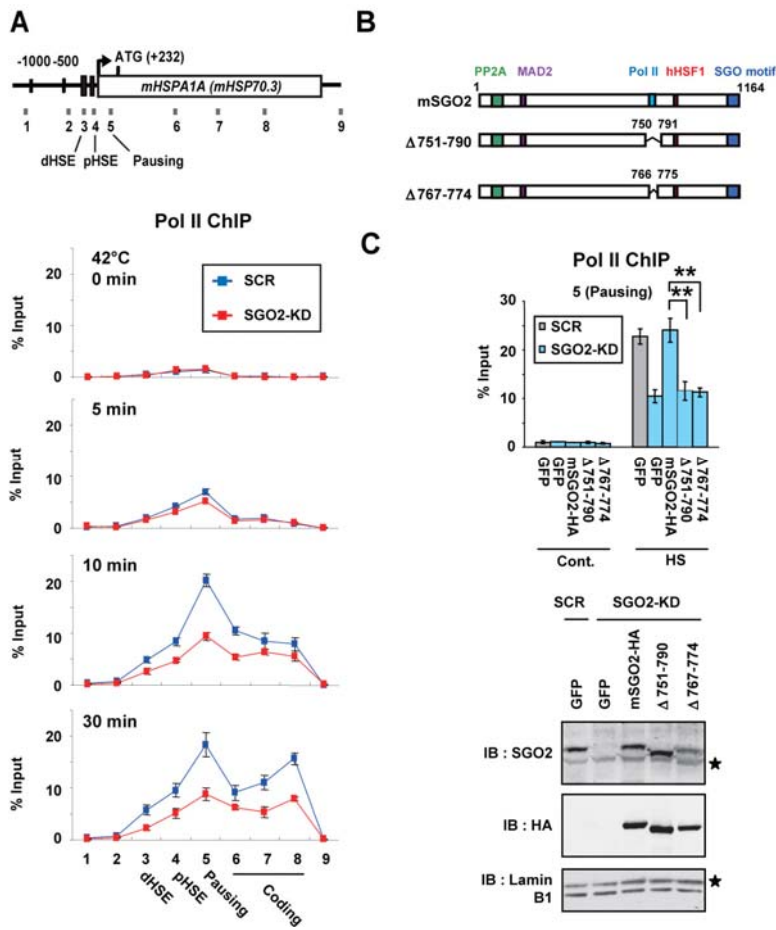 A
-1000 -500
ATG (+232)
mHSPA1A (mHSP70.3)
1 2 3 4 5 6 7 8 9
dHSE pHSE Pausing
Pol II ChIP
42°C
0 min
SCR
SGO2-KD
% Input
20
10
0
5 min
% Input
20
10
0
10 min
% Input
20
10
0
30 min
% Input
20
10
0
1 2 3 4 5 6 7 8 9
dHSE pHSE Pausing Coding
B
PP2A MAD2 Pol II hHSF1 SGO motif
1 1164
mSGO2
750 791
Δ751-790
766 775
Δ767-774
C
Pol II ChIP
5 (Pausing)
**
**
SCR
SGO2-KD
% Input
30
20
10
0
GFP GFP mSGO2-HA Δ751-790 Δ767-774 GFP GFP mSGO2-HA Δ751-790 Δ767-774
Cont. HS
SCR SGO2-KD
GFP GFP mSGO2-HA Δ751-790 Δ767-774
IB : SGO2
★
IB : HA
IB : Lamin B1
★